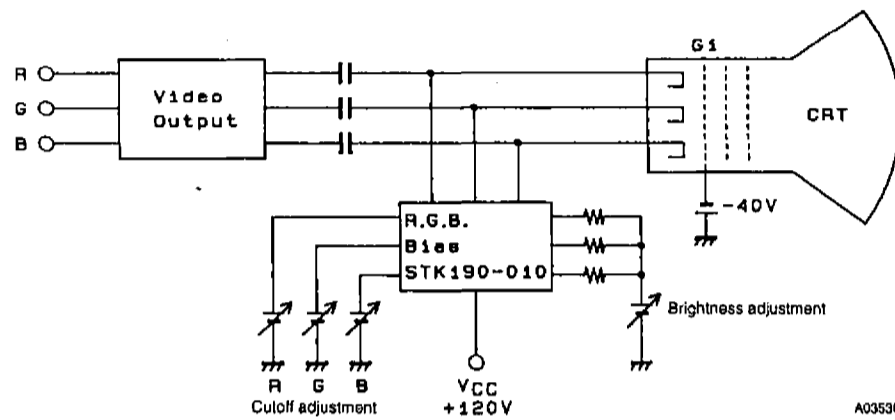 G1
R
G
B
Video
Output
CRT
-40V
R.G.B.
Bias
STK190-010
Brightness adjustment
R G B
Cutoff adjustment
VCC
+120V